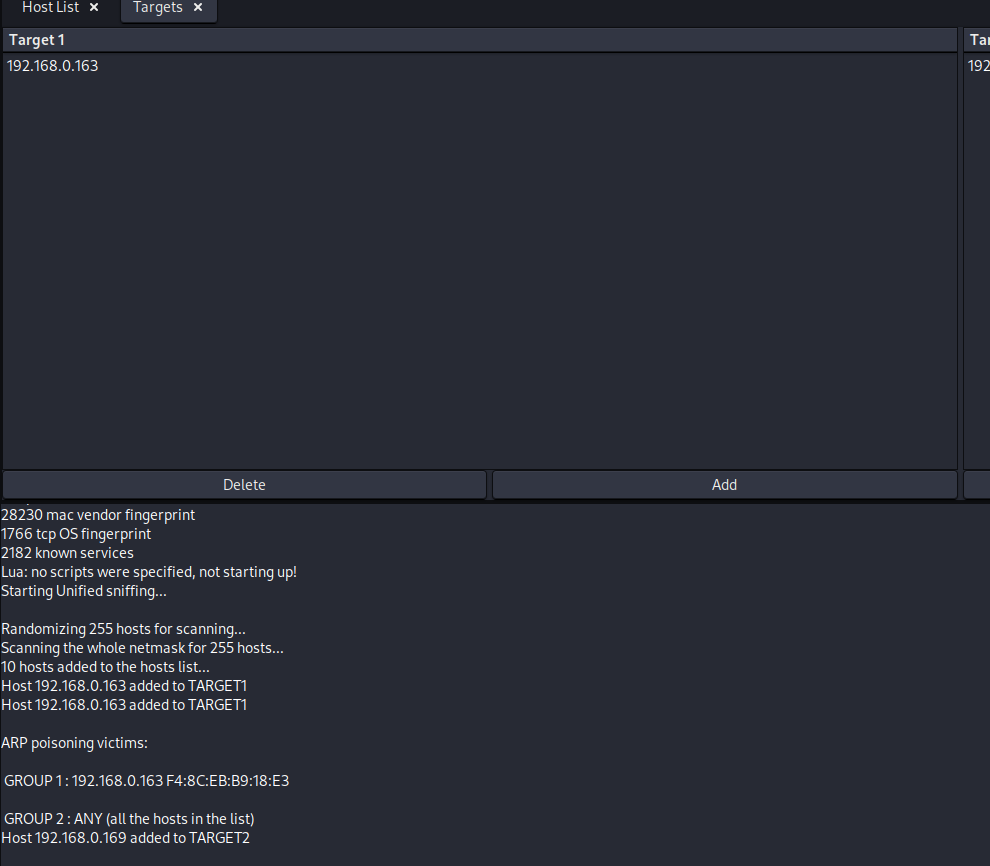 Host List × Targets ×
Target 1
192.168.0.163
Delete Add
28230 mac vendor fingerprint
1766 tcp OS fingerprint
2182 known services
Lua: no scripts were specified, not starting up!
Starting Unified sniffing...
Randomizing 255 hosts for scanning...
Scanning the whole netmask for 255 hosts...
10 hosts added to the hosts list...
Host 192.168.0.163 added to TARGET1
Host 192.168.0.163 added to TARGET1
ARP poisoning victims:
GROUP 1 : 192.168.0.163 F4:8C:EB:B9:18:E3
GROUP 2 : ANY (all the hosts in the list)
Host 192.168.0.169 added to TARGET2